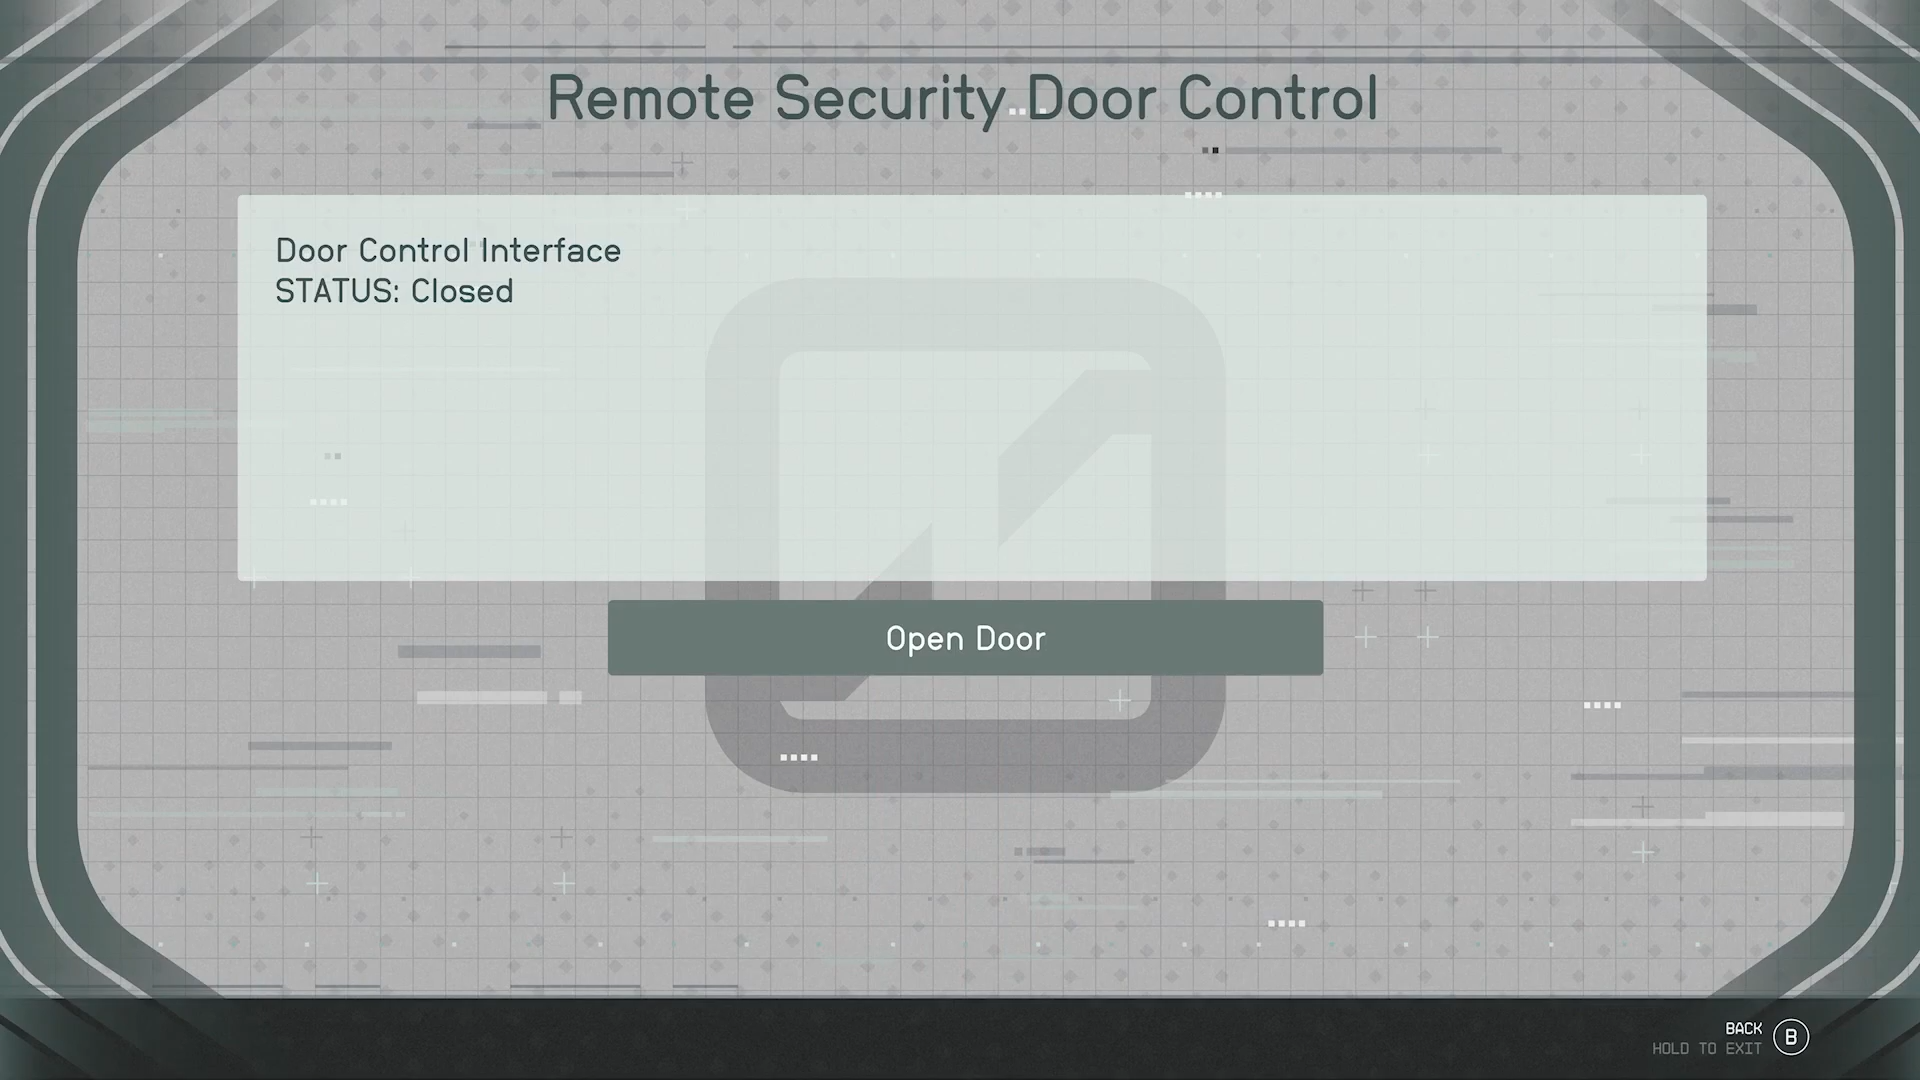 Remote Security Door Control
Door Control Interface
STATUS: Closed
Open Door
BACK
HOLD TO EXIT
B